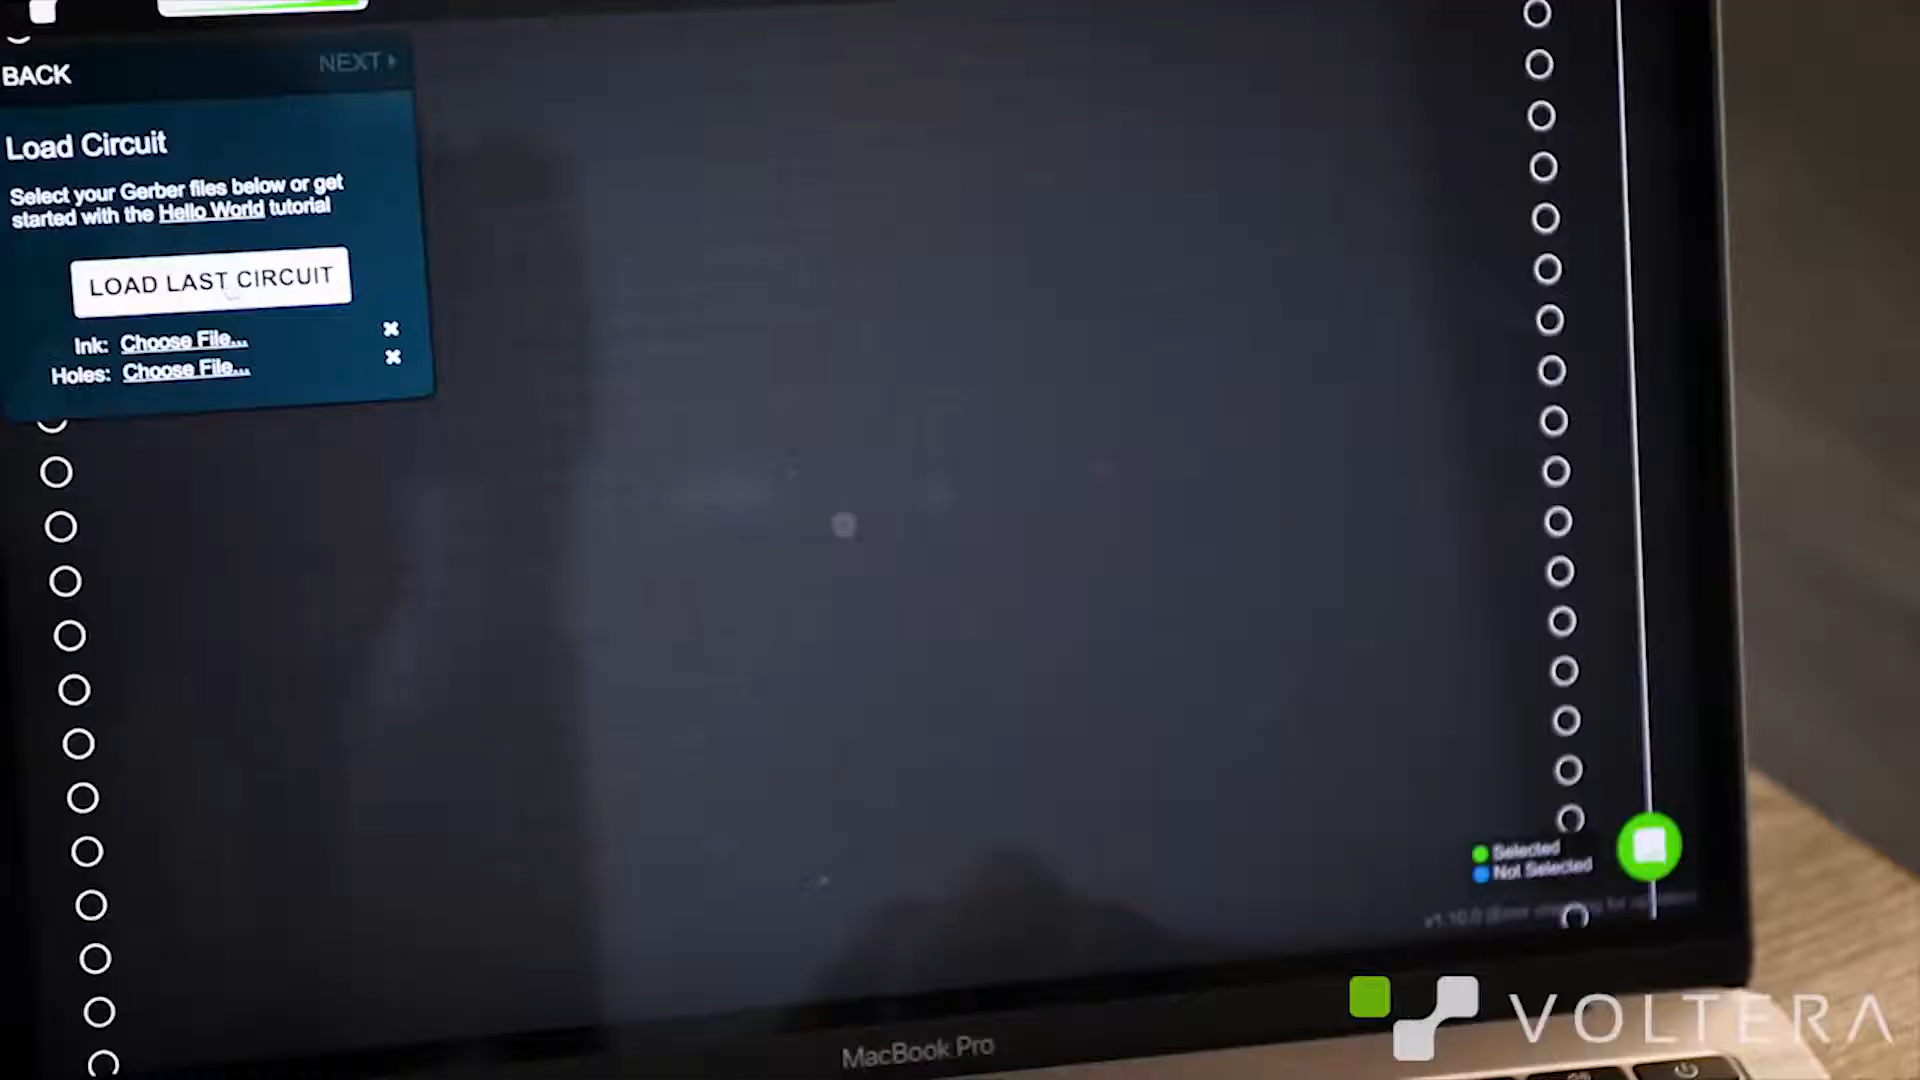 BACK
NEXT
Load Circuit
Select your Gerber files below or get
started with the Hello World tutorial
LOAD LAST CIRCUIT
Ink: Choose File...
Holes: Choose File...
Selected
Not Selected
MacBook Pro
VOLTERA